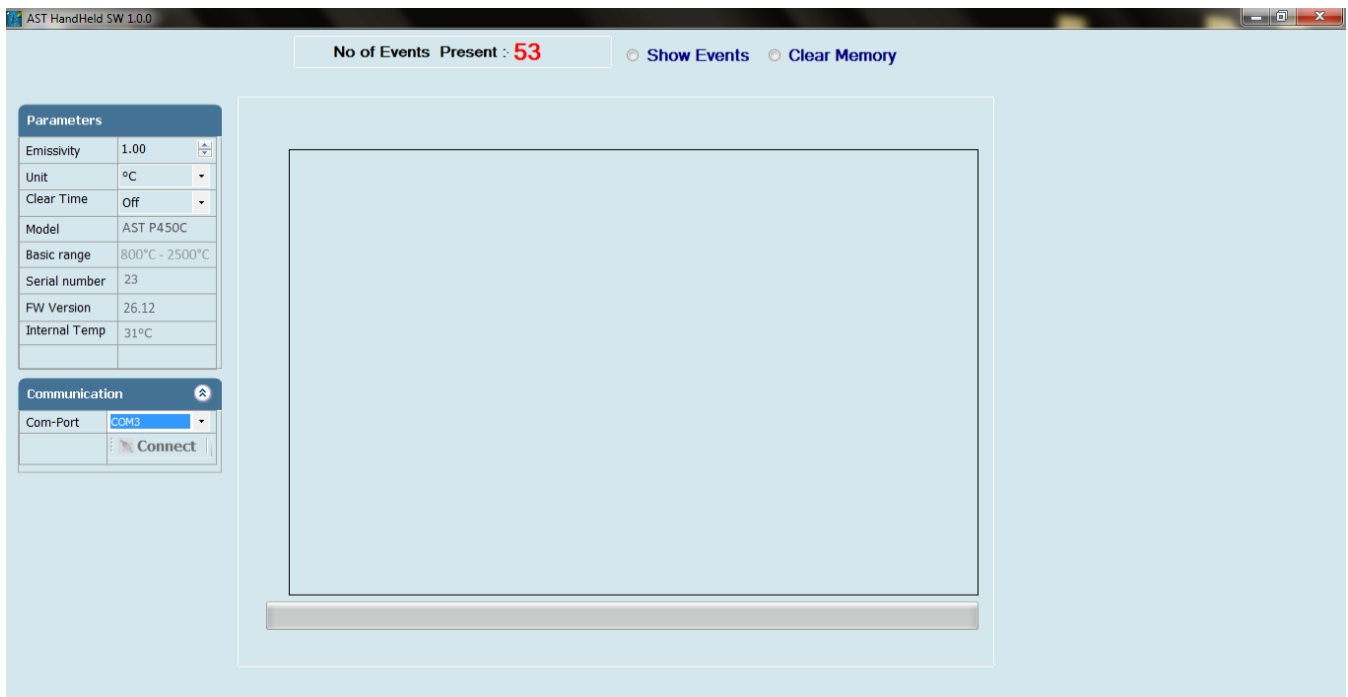 AST HandHeld SW 1.0.0
No of Events Present :- 53
Show Events
Clear Memory
Parameters
Emissivity 1.00
Unit °C
Clear Time Off
Model AST P450C
Basic range 800°C - 2500°C
Serial number 23
FW Version 26.12
Internal Temp 31°C
Communication
Com-Port COM3
Connect